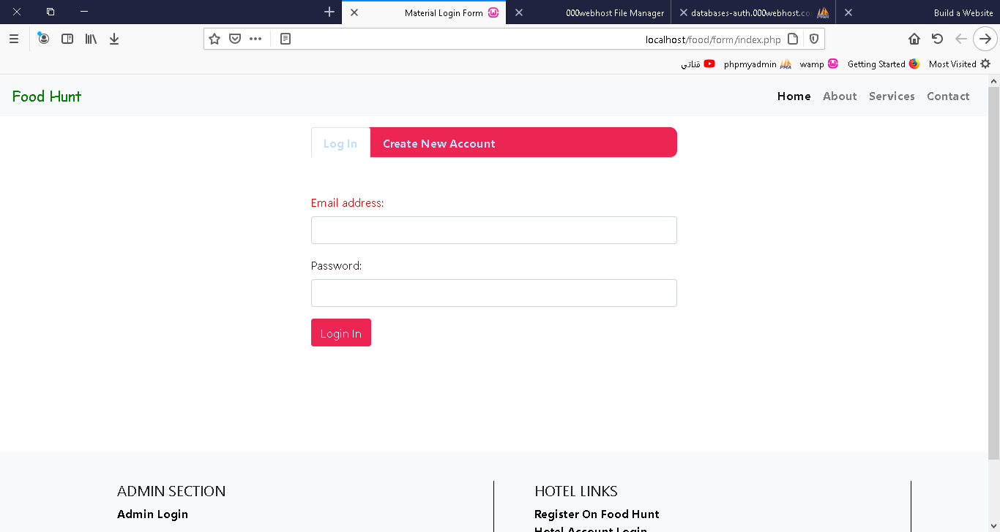 Material Login Form
000webhost File Manager
databases-auth.000webhost.co
Build a Website
localhost/food/form/index.php
قناتي
phpmyadmin
wamp
Getting Started
Most Visited
Food Hunt
Home
About
Services
Contact
Log In
Create New Account
Email address:
Password:
Login In
ADMIN SECTION
Admin Login
HOTEL LINKS
Register On Food Hunt
Hotel Account Login